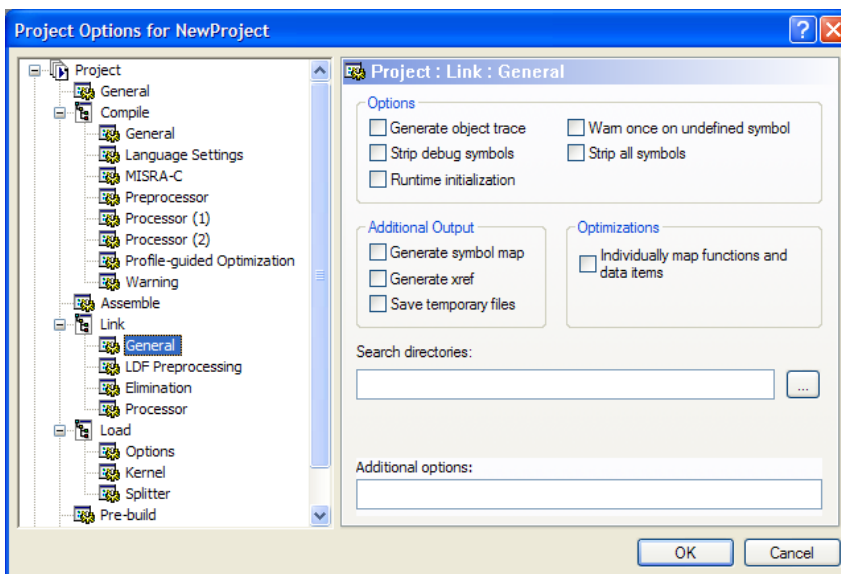 Project Options for NewProject
Project
General
Compile
General
Language Settings
MISRA-C
Preprocessor
Processor (1)
Processor (2)
Profile-guided Optimization
Warning
Assemble
Link
General
LDF Preprocessing
Elimination
Processor
Load
Options
Kernel
Splitter
Pre-build
Project : Link : General
Options
Generate object trace
Warn once on undefined symbol
Strip debug symbols
Strip all symbols
Runtime initialization
Additional Output
Generate symbol map
Generate xref
Save temporary files
Optimizations
Individually map functions and
data items
Search directories:
...
Additional options:
OK
Cancel